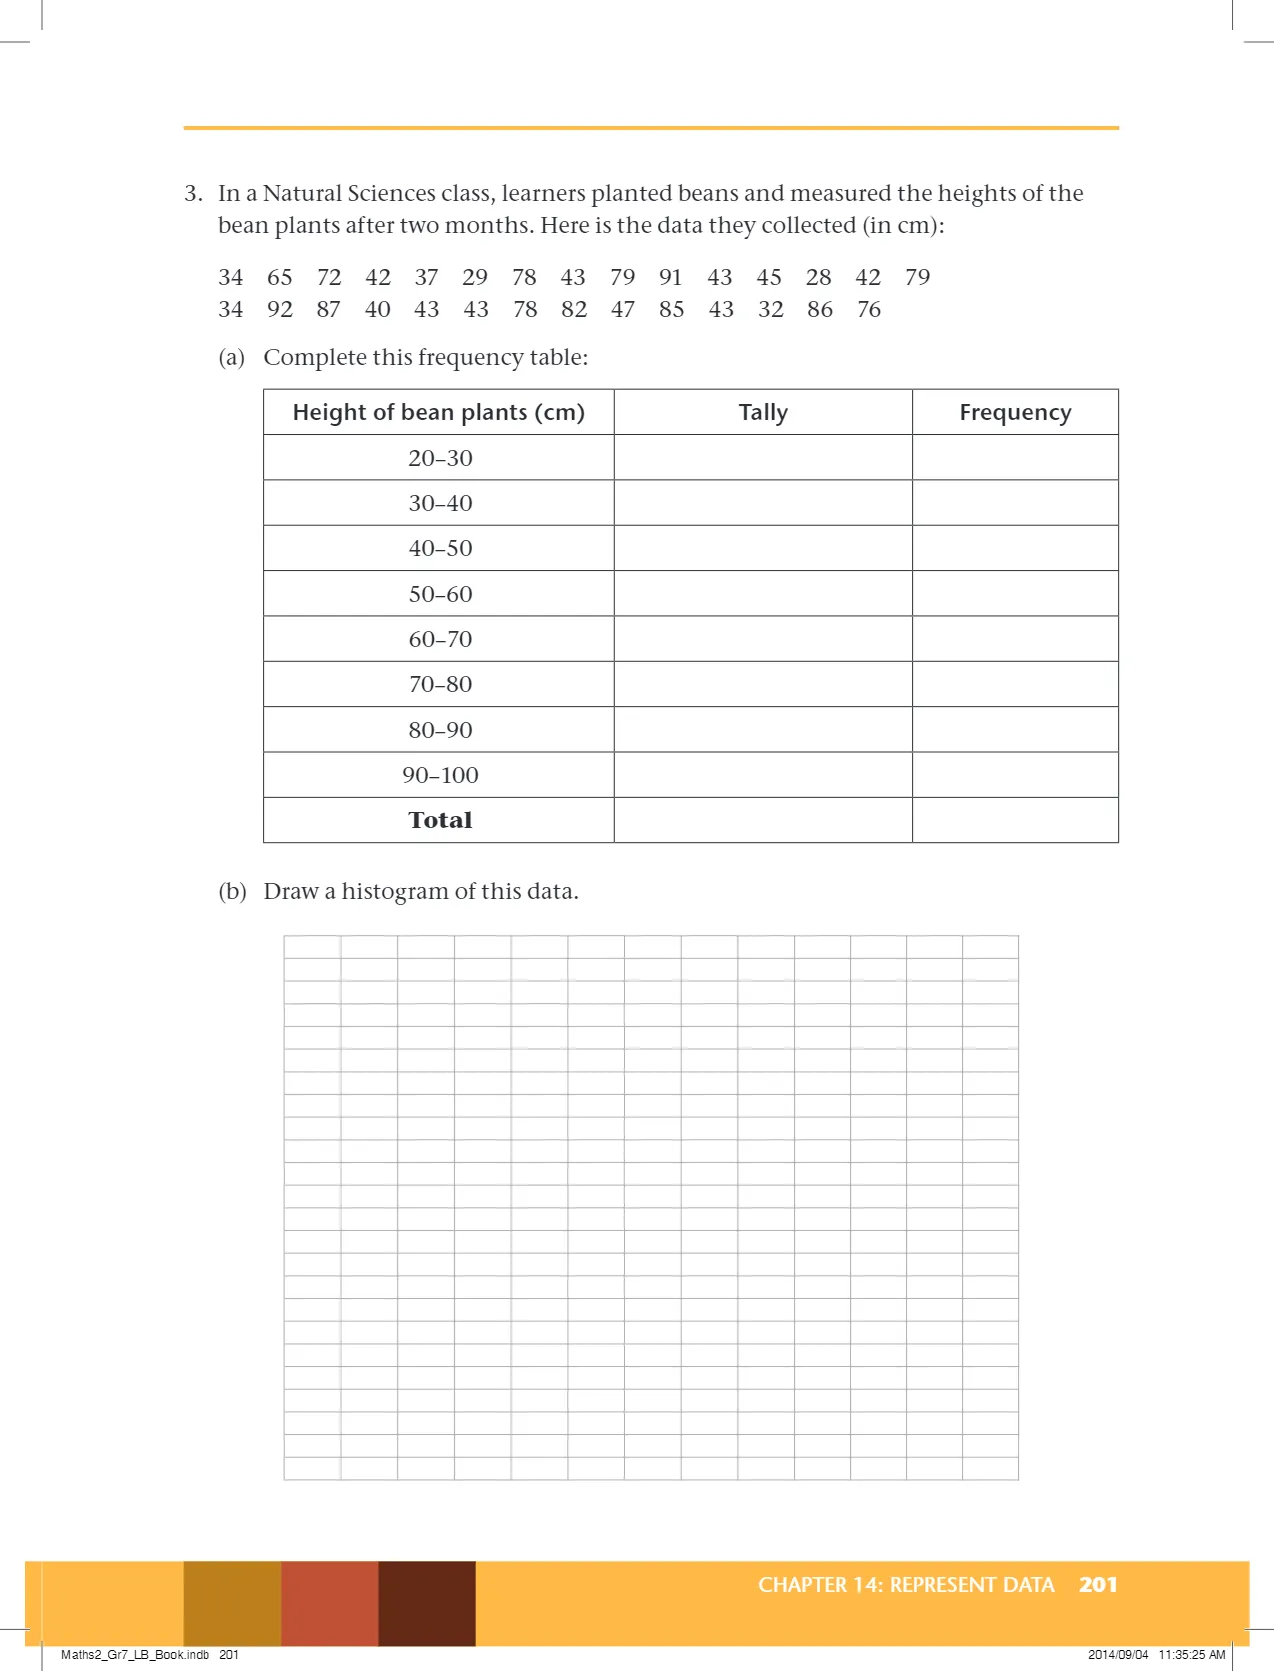 3. In a Natural Sciences class, learners planted beans and measured the heights of the
bean plants after two months. Here is the data they collected (in cm):
34 65 72 42 37 29 78 43 79 91 43 45 28 42 79
34 92 87 40 43 43 78 82 47 85 43 32 86 76
(a) Complete this frequency table:
Height of bean plants (cm) Tally Frequency
20–30
30–40
40–50
50–60
60–70
70–80
80–90
90–100
Total
(b) Draw a histogram of this data.
CHAPTER 14: REPRESENT DATA 201
Maths2_Gr7_LB_Book.indb 201 2014/09/04 11:35:25 AM